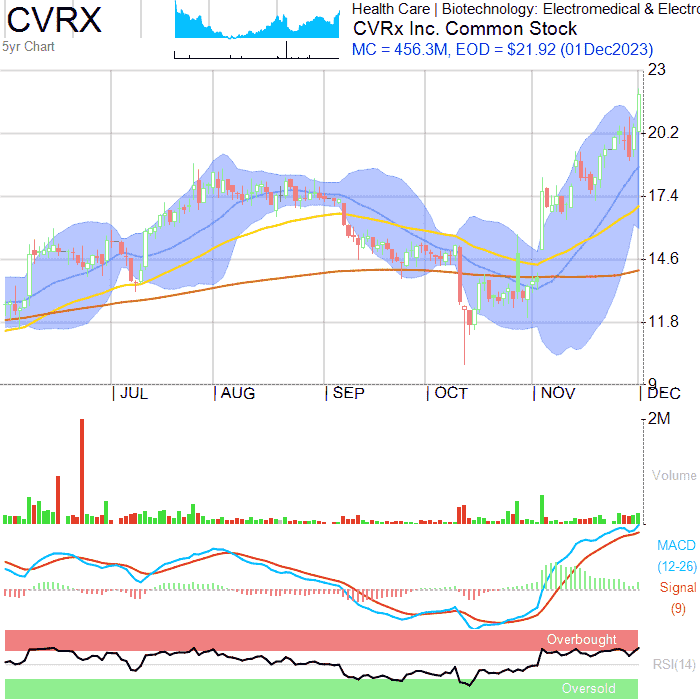 CVRX
5yr Chart
Health Care | Biotechnology: Electromedical & Electro
CVRx Inc. Common Stock
MC = 456.3M, EOD = $21.92 (01Dec2023)
23
20.2
17.4
14.6
11.8
9
JUL
AUG
SEP
OCT
NOV
DEC
2M
Volume
MACD
(12-26)
Signal
(9)
Overbought
RSI(14)
Oversold